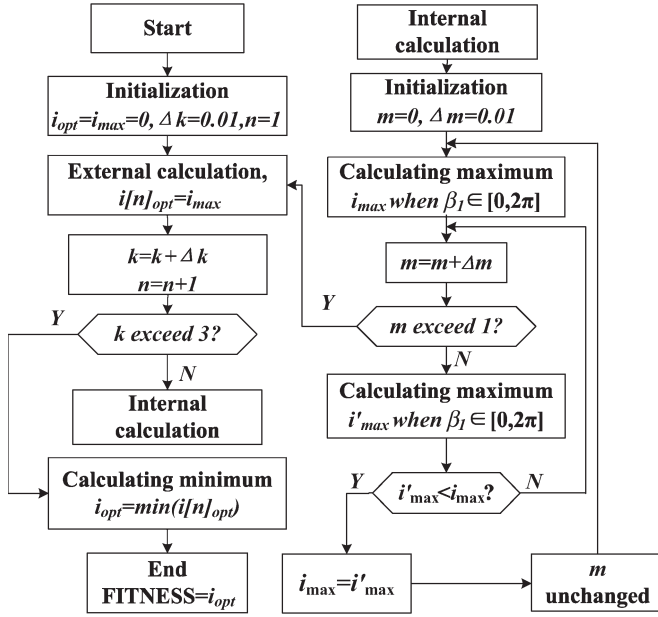 Start
Initialization
i_opt=i_max=0, Δk=0.01,n=1
External calculation,
i[n]_opt=i_max
k=k+Δk
n=n+1
Y
k exceed 3?
N
Internal
calculation
Calculating minimum
i_opt=min(i[n]_opt)
End
FITNESS=i_opt
Internal
calculation
Initialization
m=0, Δm=0.01
Calculating maximum
i_max when β_1∈[0,2π]
m=m+Δm
Y
m exceed 1?
N
Calculating maximum
i'_max when β_1∈[0,2π]
Y
i'_max<i_max?
N
i_max=i'_max
m
unchanged